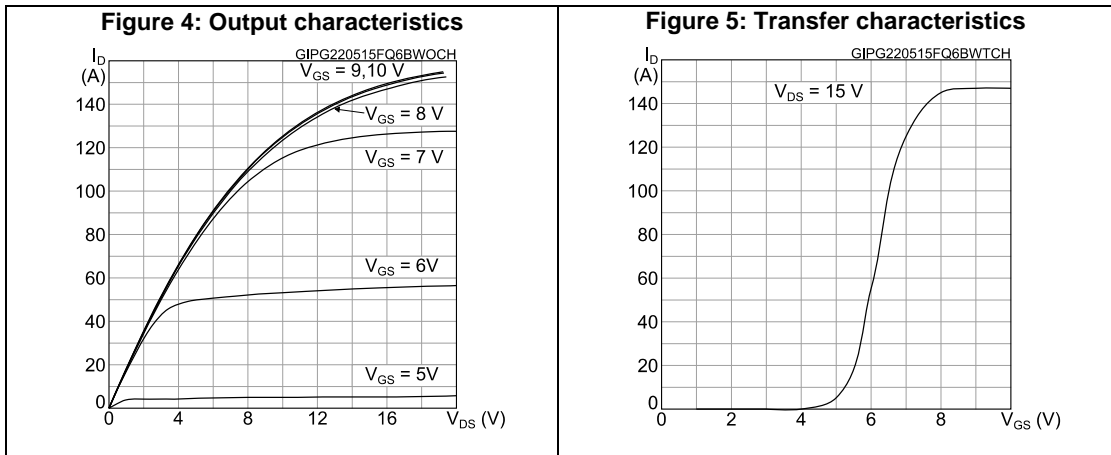 Figure 4: Output characteristics
GIPG220515FQ6BWOCH
I_D
(A)
V_GS = 9,10 V
140
V_GS = 8 V
120
V_GS = 7 V
100
80
60
V_GS = 6V
40
20
V_GS = 5V
0
0 4 8 12 16 V_DS (V)
Figure 5: Transfer characteristics
GIPG220515FQ6BWTCH
I_D
(A)
V_DS = 15 V
140
120
100
80
60
40
20
0
0 2 4 6 8 V_GS (V)